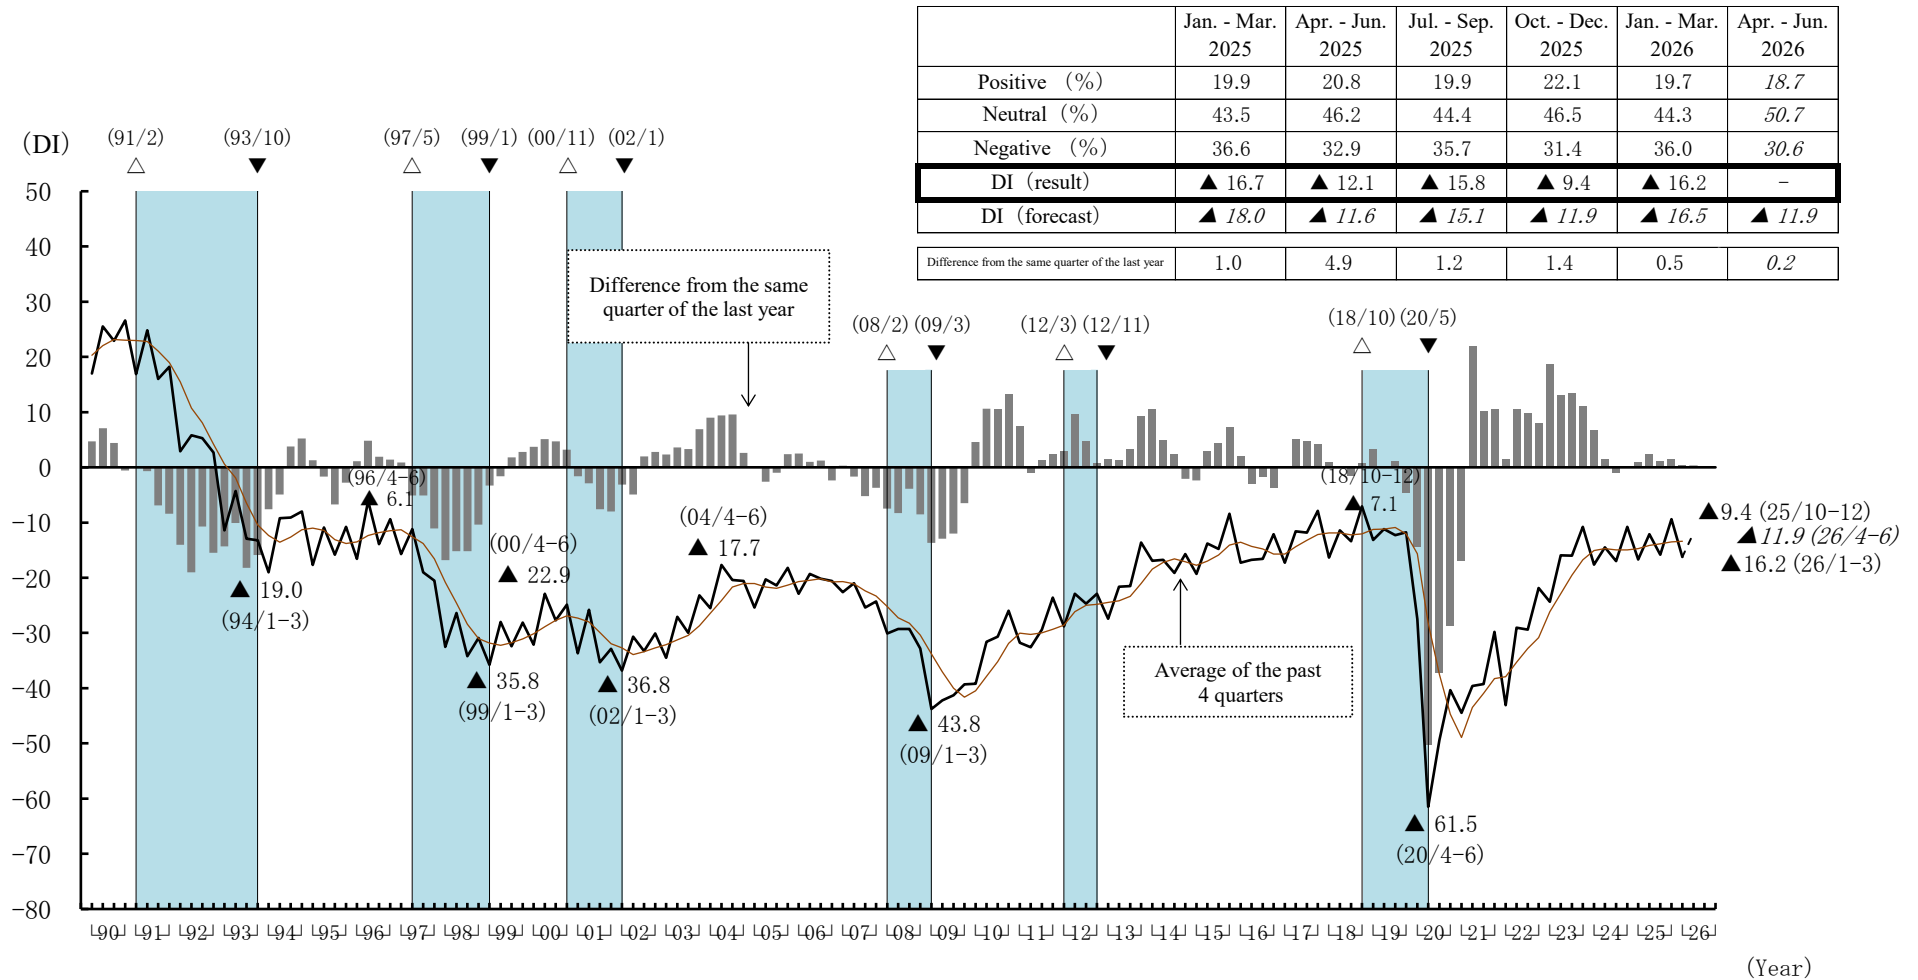 Jan. - Mar. 2025 Apr. - Jun. 2025 Jul. - Sep. 2025 Oct. - Dec. 2025 Jan. - Mar. 2026 Apr. - Jun. 2026
Positive （%） 19.9 20.8 19.9 22.1 19.7 18.7
Neutral（%） 43.5 46.2 44.4 46.5 44.3 50.7
Negative （%） 36.6 32.9 35.7 31.4 36.0 30.6
DI（result） ▲ 16.7 ▲ 12.1 ▲ 15.8 ▲ 9.4 ▲ 16.2 −
DI（forecast） ▲ 18.0 ▲ 11.6 ▲ 15.1 ▲ 11.9 ▲ 16.5 ▲ 11.9
Difference from the same quarter of the last year 1.0 4.9 1.2 1.4 0.5 0.2
（DI）
(91/2) (93/10) (97/5) (99/1) (00/11) (02/1)
△ ▼ △ ▼ △ ▼
Difference from the same
quarter of the last year
(08/2) (09/3) (12/3) (12/11) (18/10) (20/5)
△ ▼ △ ▼ △ ▼
50
40
30
20
10
0
−10
−20
−30
−40
−50
−60
−70
−80
(96/4−6)
▲ 6.1
(18/10−12)
▲ 7.1
▲ 19.0
(94/1−3)
(00/4−6)
▲ 22.9
(04/4−6)
▲ 17.7
▲ 9.4 (25/10−12)
▲ 11.9 (26/4−6)
▲ 16.2 (26/1−3)
▲ 35.8
(99/1−3)
▲ 36.8
(02/1−3)
▲ 43.8
(09/1−3)
Average of the past
4 quarters
▲ 61.5
(20/4−6)
90 91 92 93 94 95 96 97 98 99 00 01 02 03 04 05 06 07 08 09 10 11 12 13 14 15 16 17 18 19 20 21 22 23 24 25 26
(Year)